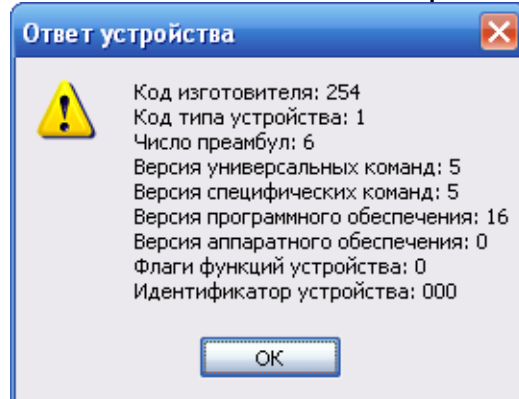 Ответ устройства
Код изготовителя: 254
Код типа устройства: 1
Число преамбул: 6
Версия универсальных команд: 5
Версия специфических команд: 5
Версия программного обеспечения: 16
Версия аппаратного обеспечения: 0
Флаги функций устройства: 0
Идентификатор устройства: 000
ОК